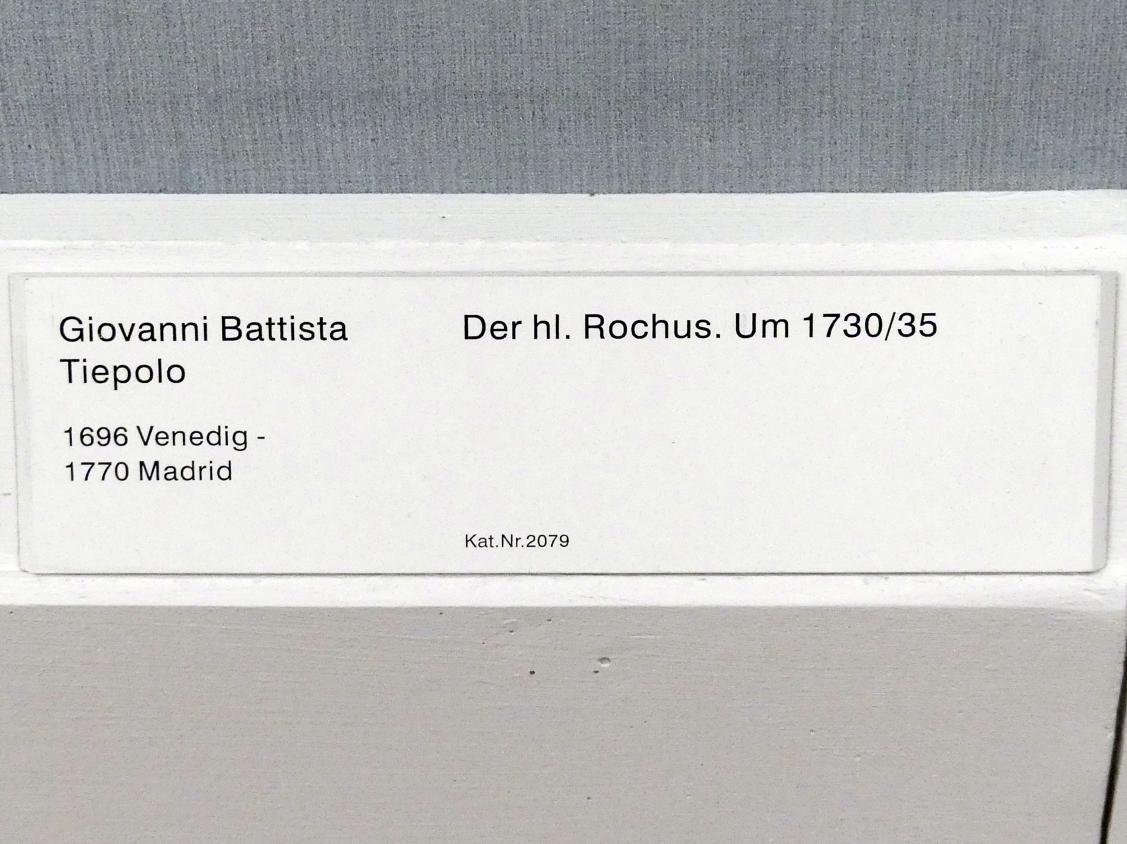 Giovanni Battista
Tiepolo
1696 Venedig -
1770 Madrid
Der hl. Rochus. Um 1730/35
Kat.Nr.2079